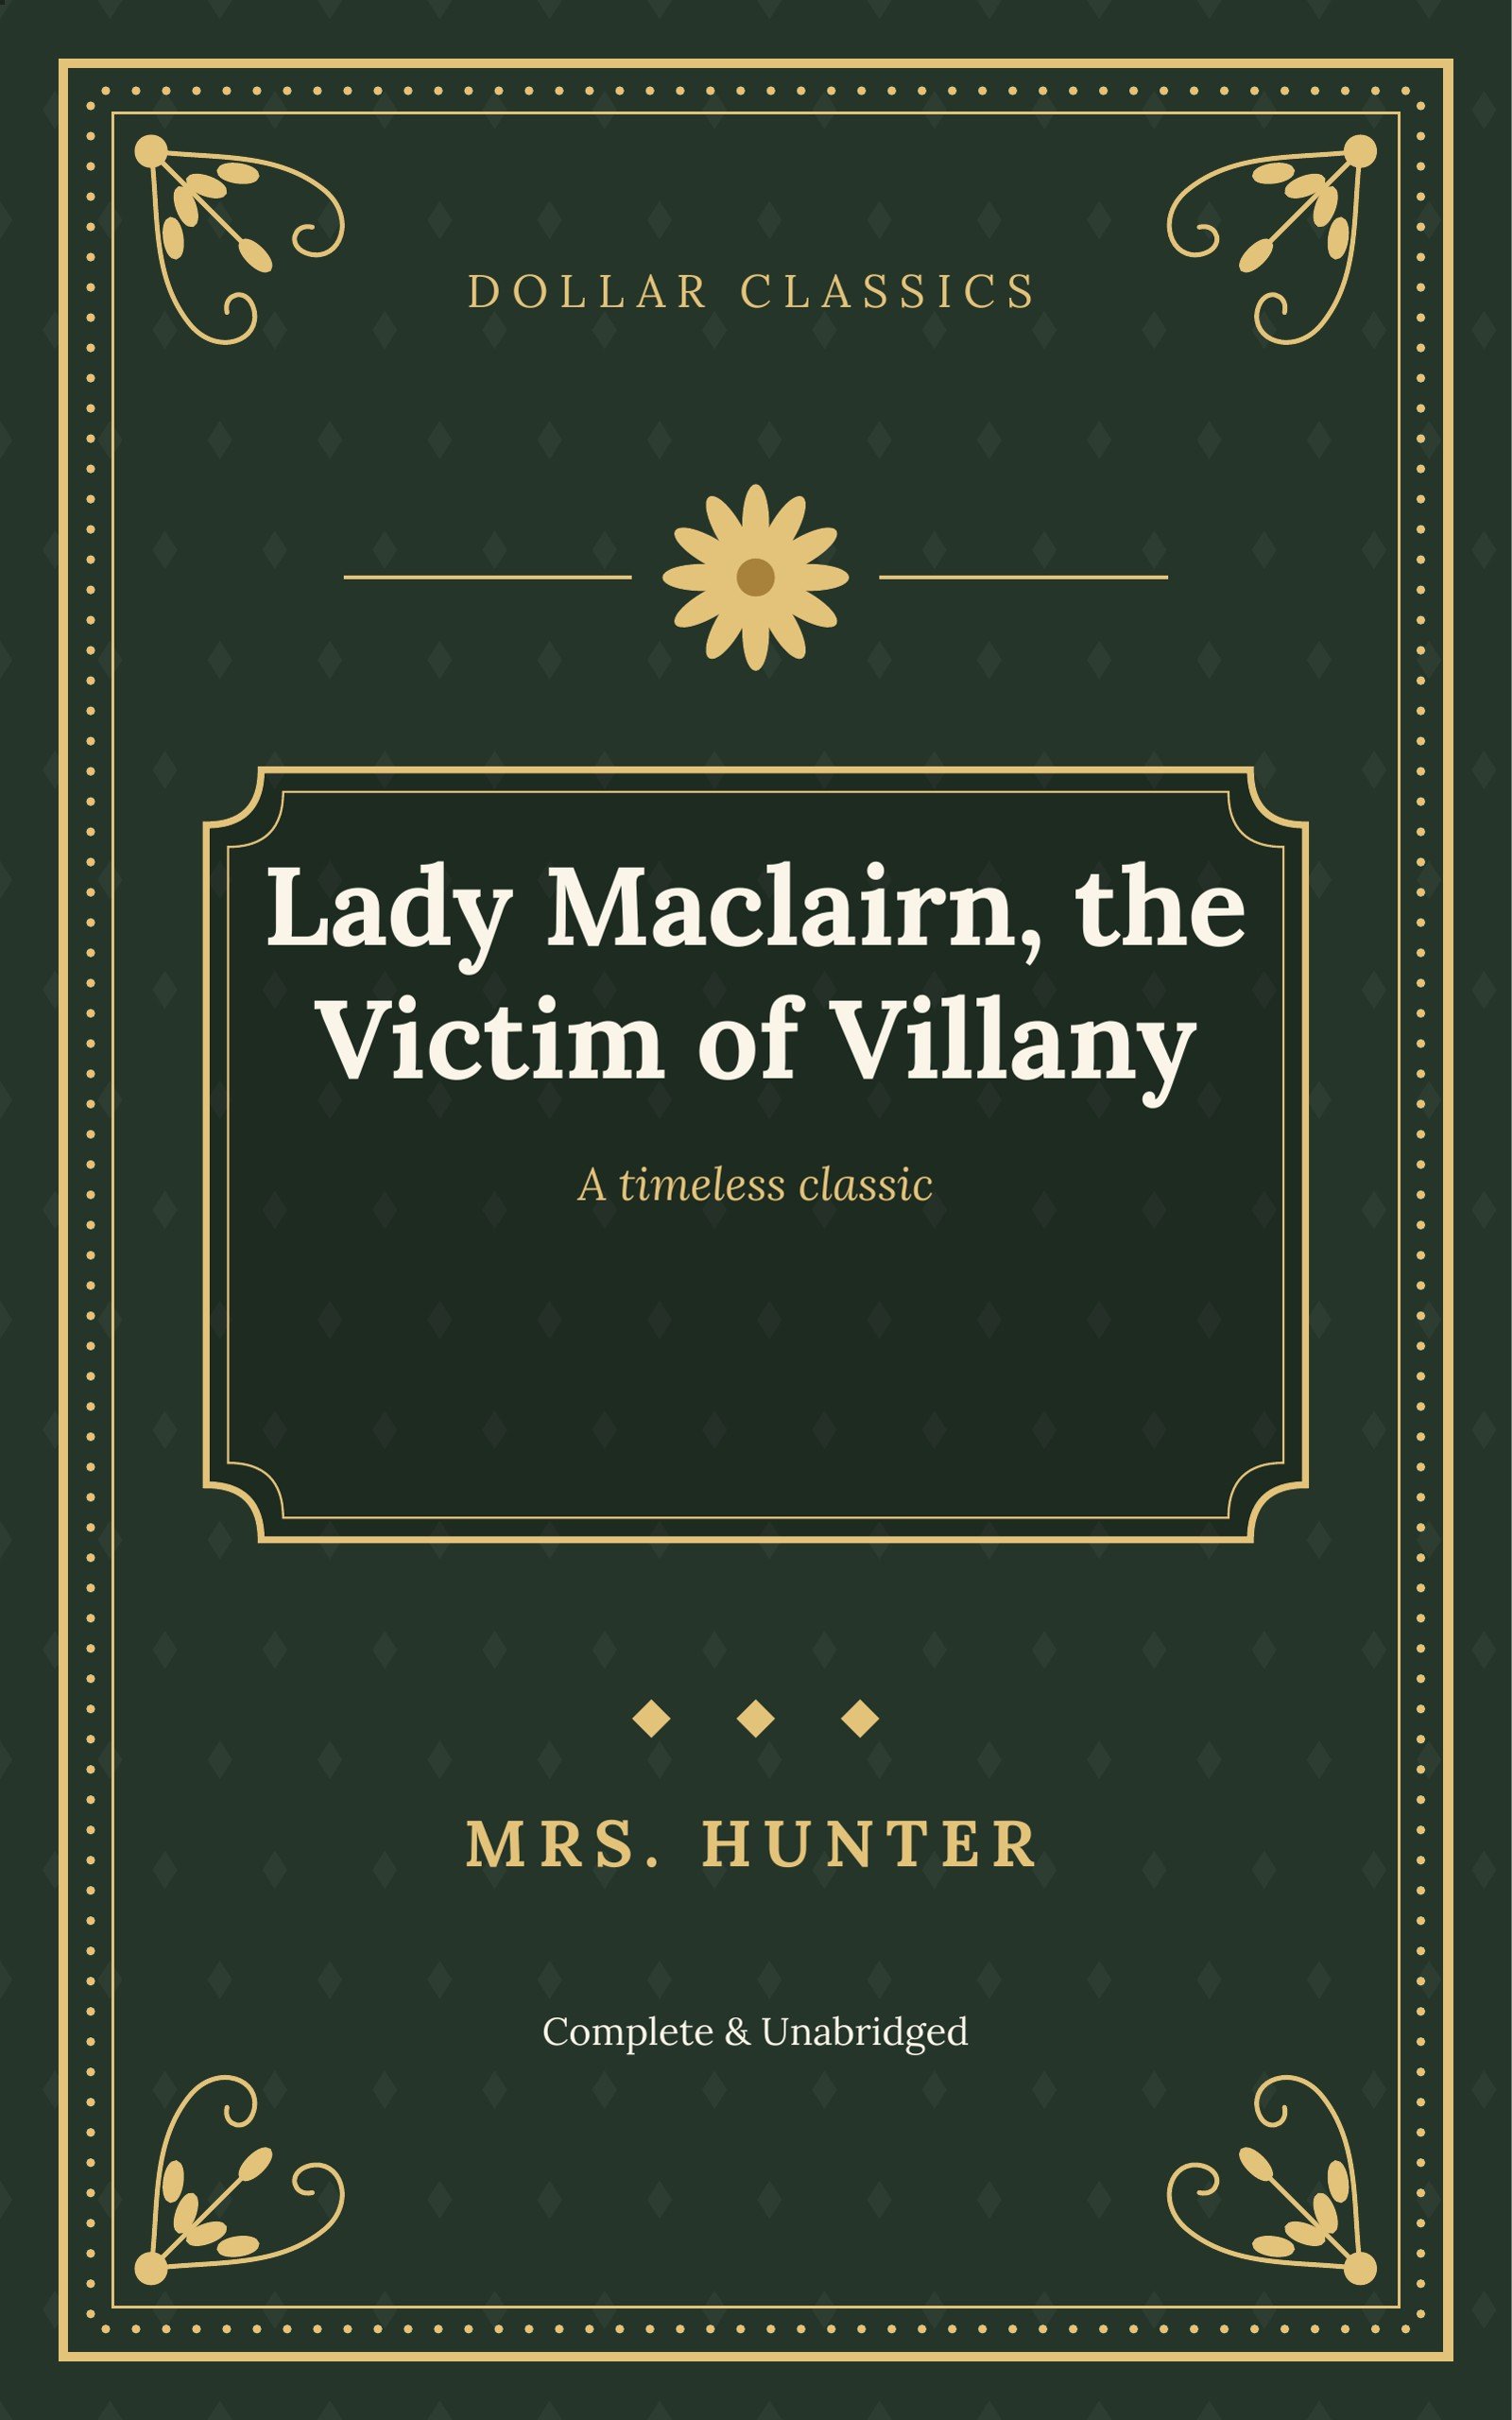 DOLLAR CLASSICS
Lady Maclairn, the
Victim of Villany
A timeless classic
MRS. HUNTER
Complete & Unabridged